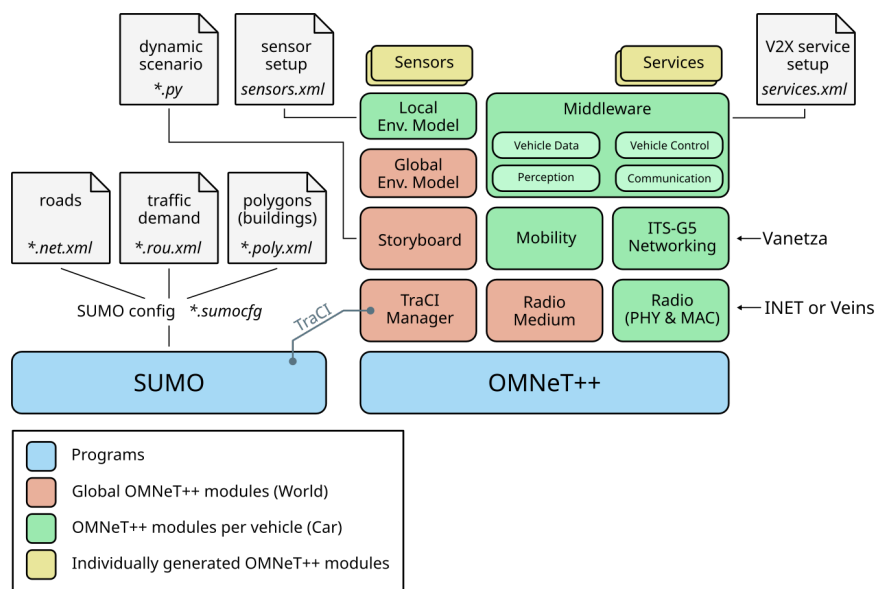 dynamic
scenario
*.py
sensor
setup
sensors.xml
Sensors
Services
V2X service
setup
services.xml
Local
Env. Model
Middleware
Vehicle Data
Vehicle Control
Perception
Communication
Global
Env. Model
roads
*.net.xml
traffic
demand
*.rou.xml
polygons
(buildings)
*.poly.xml
Storyboard
Mobility
ITS-G5
Networking
Vanetza
SUMO config *.sumocfg
TraCI
TraCI
Manager
Radio
Medium
Radio
(PHY & MAC)
INET or Veins
SUMO
OMNeT++
Programs
Global OMNeT++ modules (World)
OMNeT++ modules per vehicle (Car)
Individually generated OMNeT++ modules